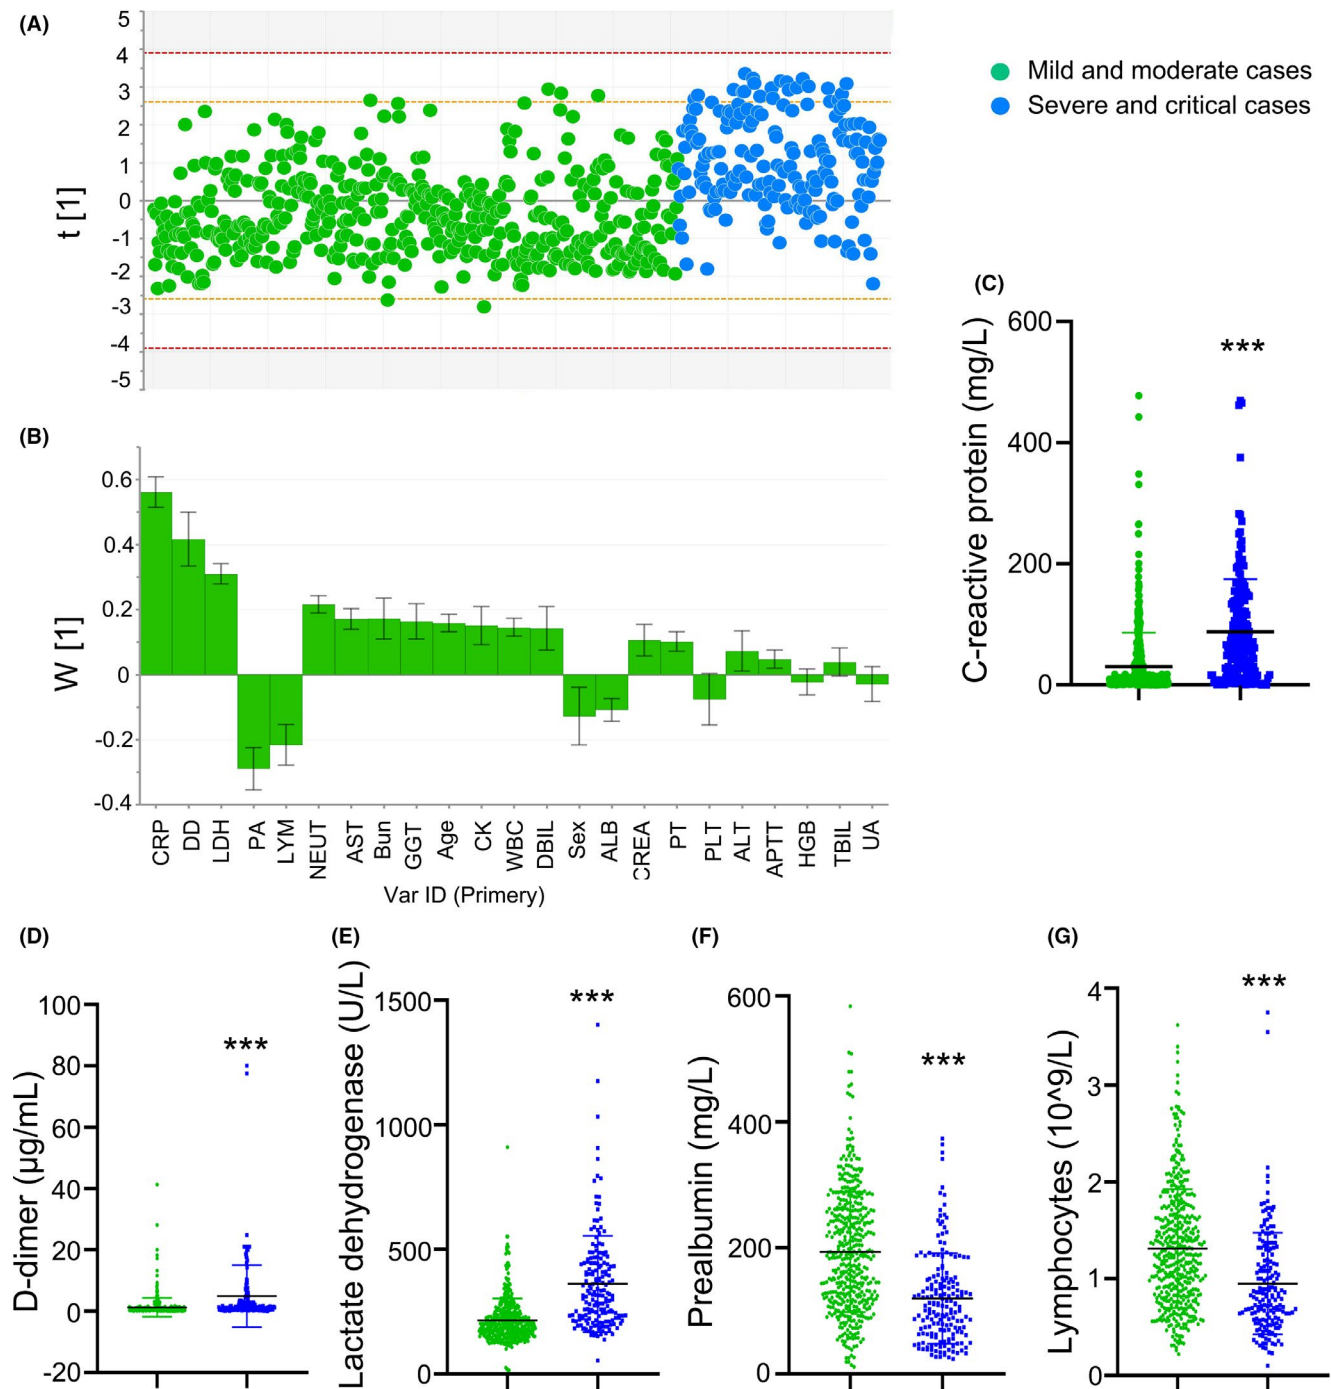 (A)
5
4
3
2
1
0
-1
-2
-3
-4
-5
t [1]
Mild and moderate cases
Severe and critical cases
(B)
0.6
0.4
0.2
0
-0.2
-0.4
W [1]
CRP
DD
LDH
PA
LYM
NEUT
AST
Bun
GGT
Age
CK
WBC
DBIL
Sex
ALB
CREA
PT
PLT
ALT
APTT
HGB
TBIL
UA
Var ID (Primery)
(C)
600
400
200
0
C-reactive protein (mg/L)
***
(D)
100
80
60
40
20
0
-20
D-dimer (µg/mL)
***
(E)
1500
1000
500
0
Lactate dehydrogenase (U/L)
***
(F)
600
400
200
0
Prealbumin (mg/L)
***
(G)
4
3
2
1
0
Lymphocytes (10^9/L)
***